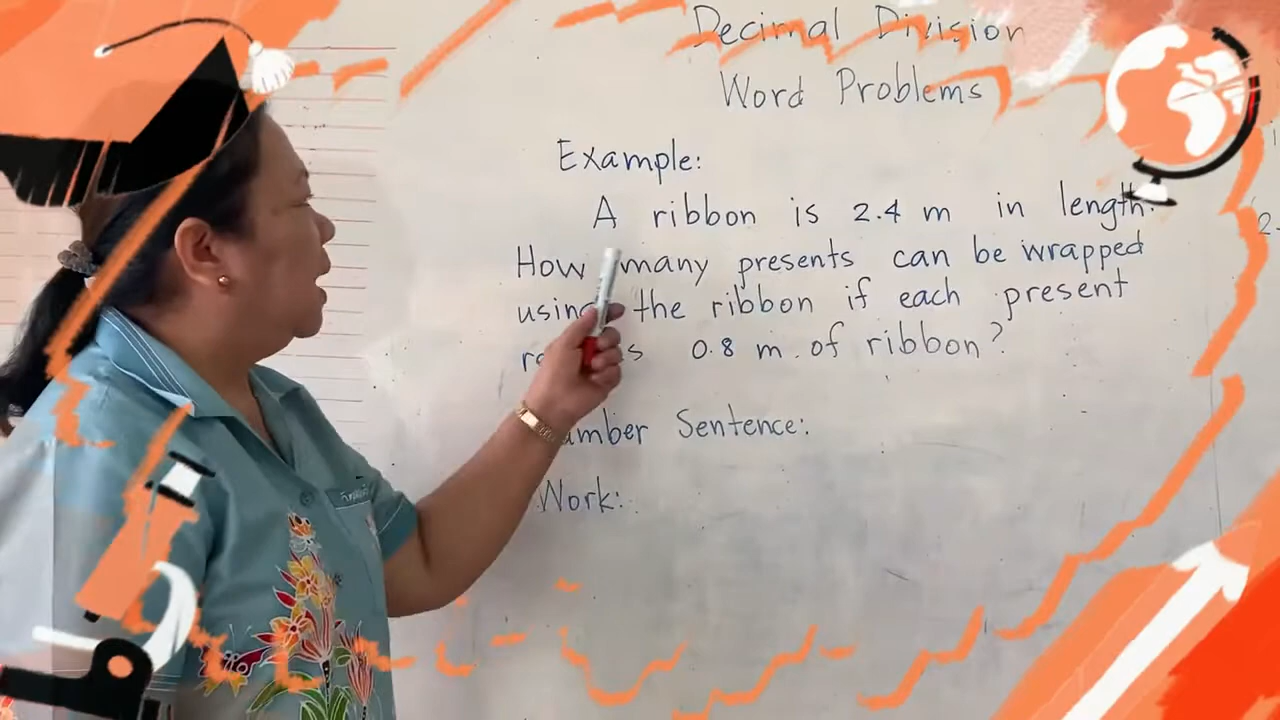 Decimal Division
Word Problems
Example:
A ribbon is 2.4 m in length.
How many presents can be wrapped
using the ribbon if each present
0.8 m of ribbon?
Sentence:
Work: